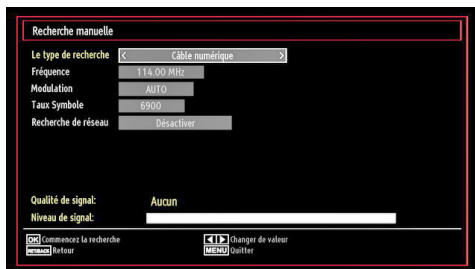 Recherche manuelle
Le type de recherche < Câble numérique >
Fréquence 114.00 MHz
Modulation AUTO
Taux Symbole 6900
Recherche de réseau Désactiver
Qualité de signal: Aucun
Niveau de signal:
OK Commencez la recherche ◀▶ Changer de valeur
RET/BACK Retour MENU Quitter